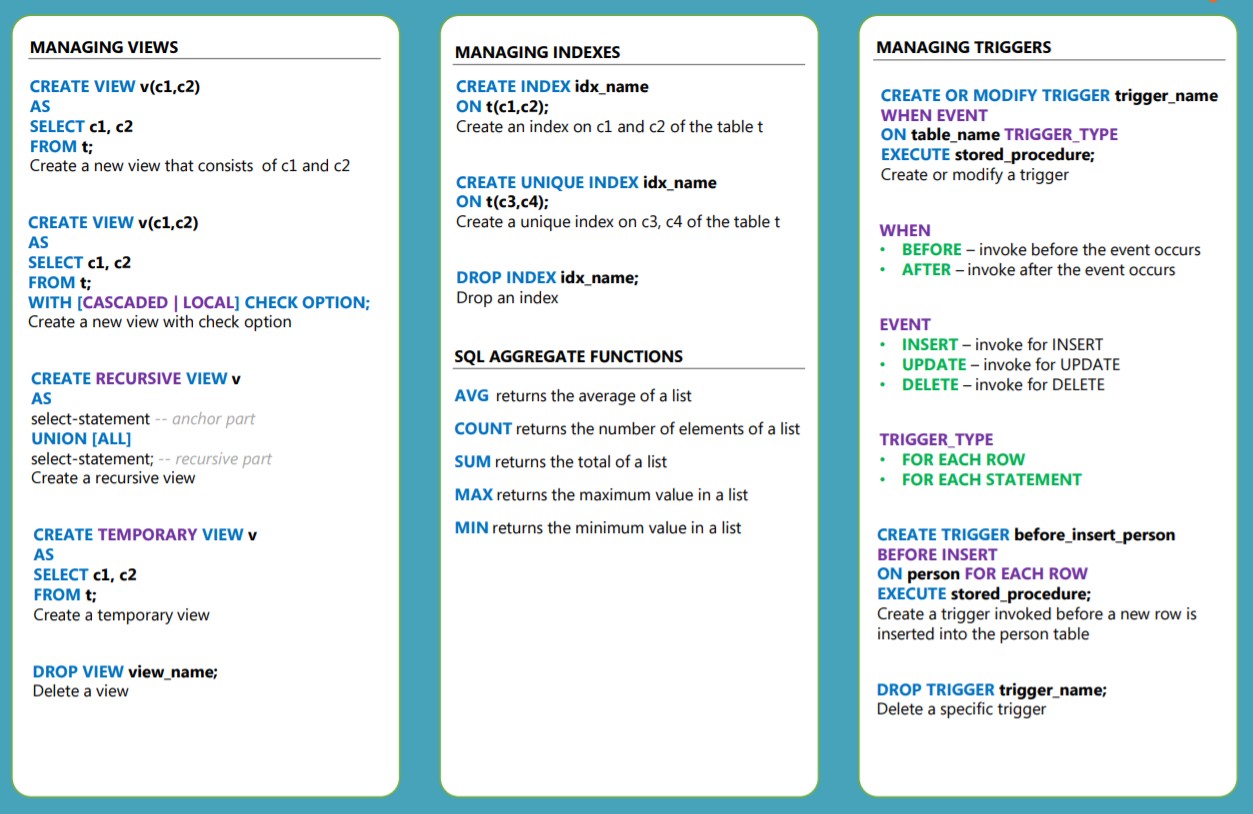 MANAGING VIEWS
CREATE VIEW v(c1,c2)
AS
SELECT c1, c2
FROM t;
Create a new view that consists of c1 and c2
CREATE VIEW v(c1,c2)
AS
SELECT c1, c2
FROM t;
WITH [CASCADED | LOCAL] CHECK OPTION;
Create a new view with check option
CREATE RECURSIVE VIEW v
AS
select-statement -- anchor part
UNION [ALL]
select-statement; -- recursive part
Create a recursive view
CREATE TEMPORARY VIEW v
AS
SELECT c1, c2
FROM t;
Create a temporary view
DROP VIEW view_name;
Delete a view
MANAGING INDEXES
CREATE INDEX idx_name
ON t(c1,c2);
Create an index on c1 and c2 of the table t
CREATE UNIQUE INDEX idx_name
ON t(c3,c4);
Create a unique index on c3, c4 of the table t
DROP INDEX idx_name;
Drop an index
SQL AGGREGATE FUNCTIONS
AVG returns the average of a list
COUNT returns the number of elements of a list
SUM returns the total of a list
MAX returns the maximum value in a list
MIN returns the minimum value in a list
MANAGING TRIGGERS
CREATE OR MODIFY TRIGGER trigger_name
WHEN EVENT
ON table_name TRIGGER_TYPE
EXECUTE stored_procedure;
Create or modify a trigger
WHEN
• BEFORE – invoke before the event occurs
• AFTER – invoke after the event occurs
EVENT
• INSERT – invoke for INSERT
• UPDATE – invoke for UPDATE
• DELETE – invoke for DELETE
TRIGGER_TYPE
• FOR EACH ROW
• FOR EACH STATEMENT
CREATE TRIGGER before_insert_person
BEFORE INSERT
ON person FOR EACH ROW
EXECUTE stored_procedure;
Create a trigger invoked before a new row is
inserted into the person table
DROP TRIGGER trigger_name;
Delete a specific trigger